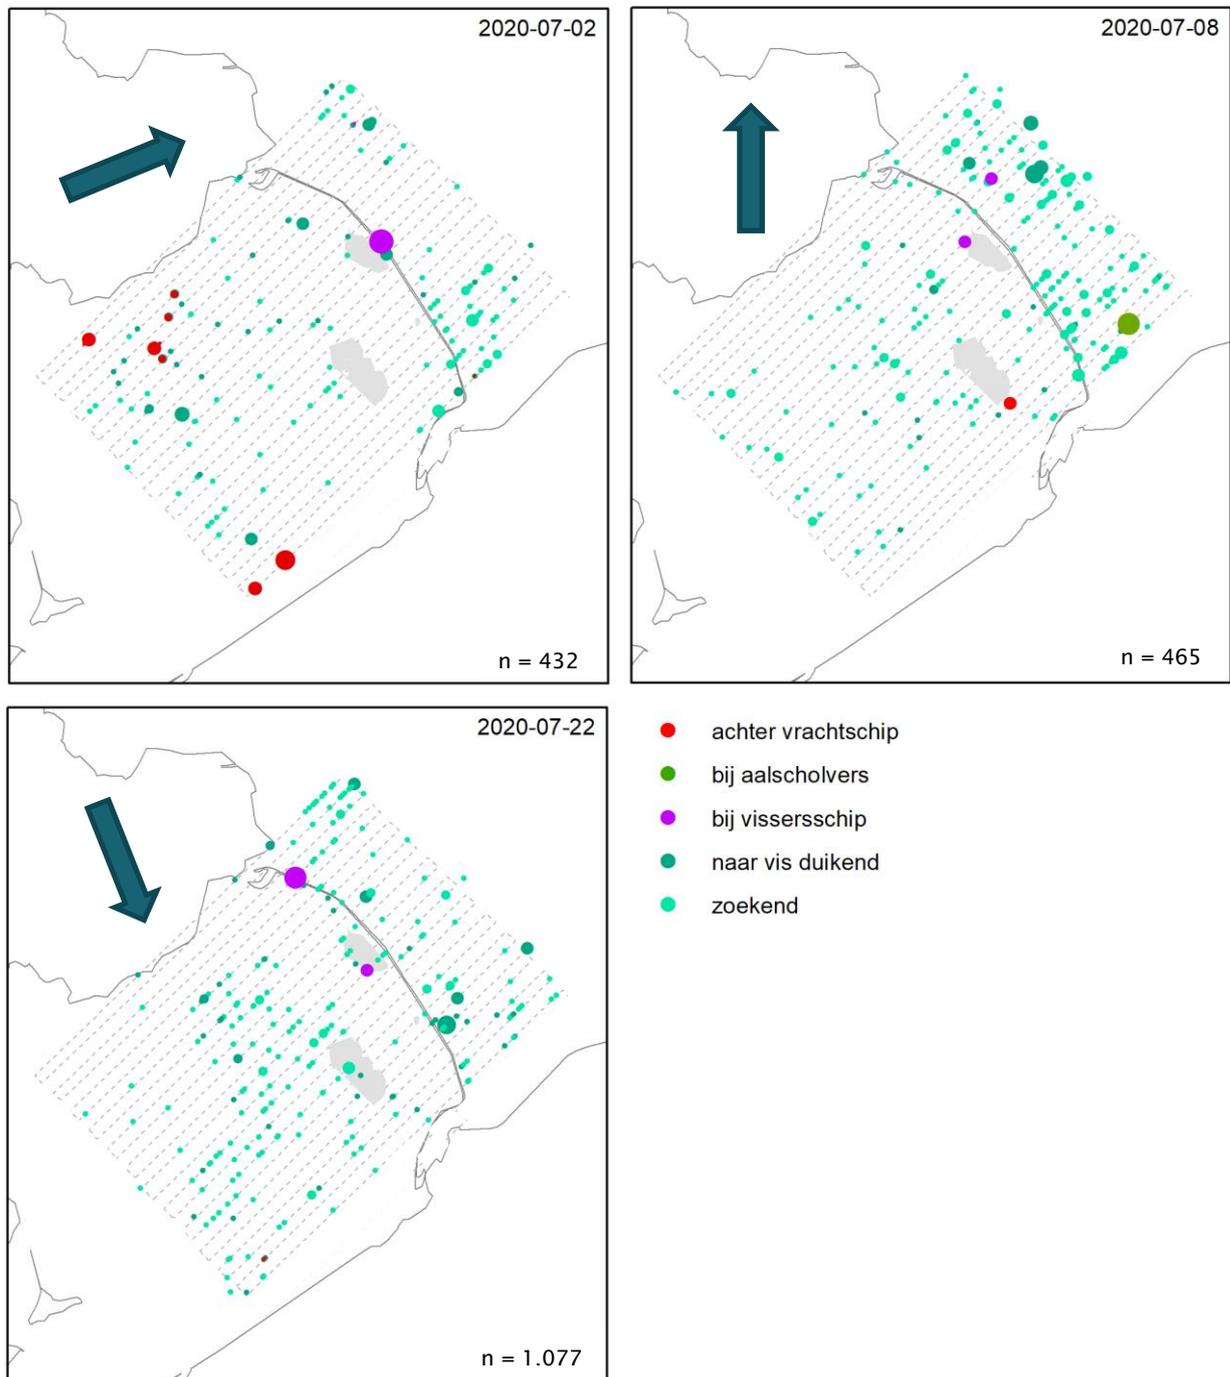 2020-07-02
n = 432
2020-07-08
n = 465
2020-07-22
n = 1.077
achter vrachtschip
bij aalscholvers
bij vissersschip
naar vis duikend
zoekend